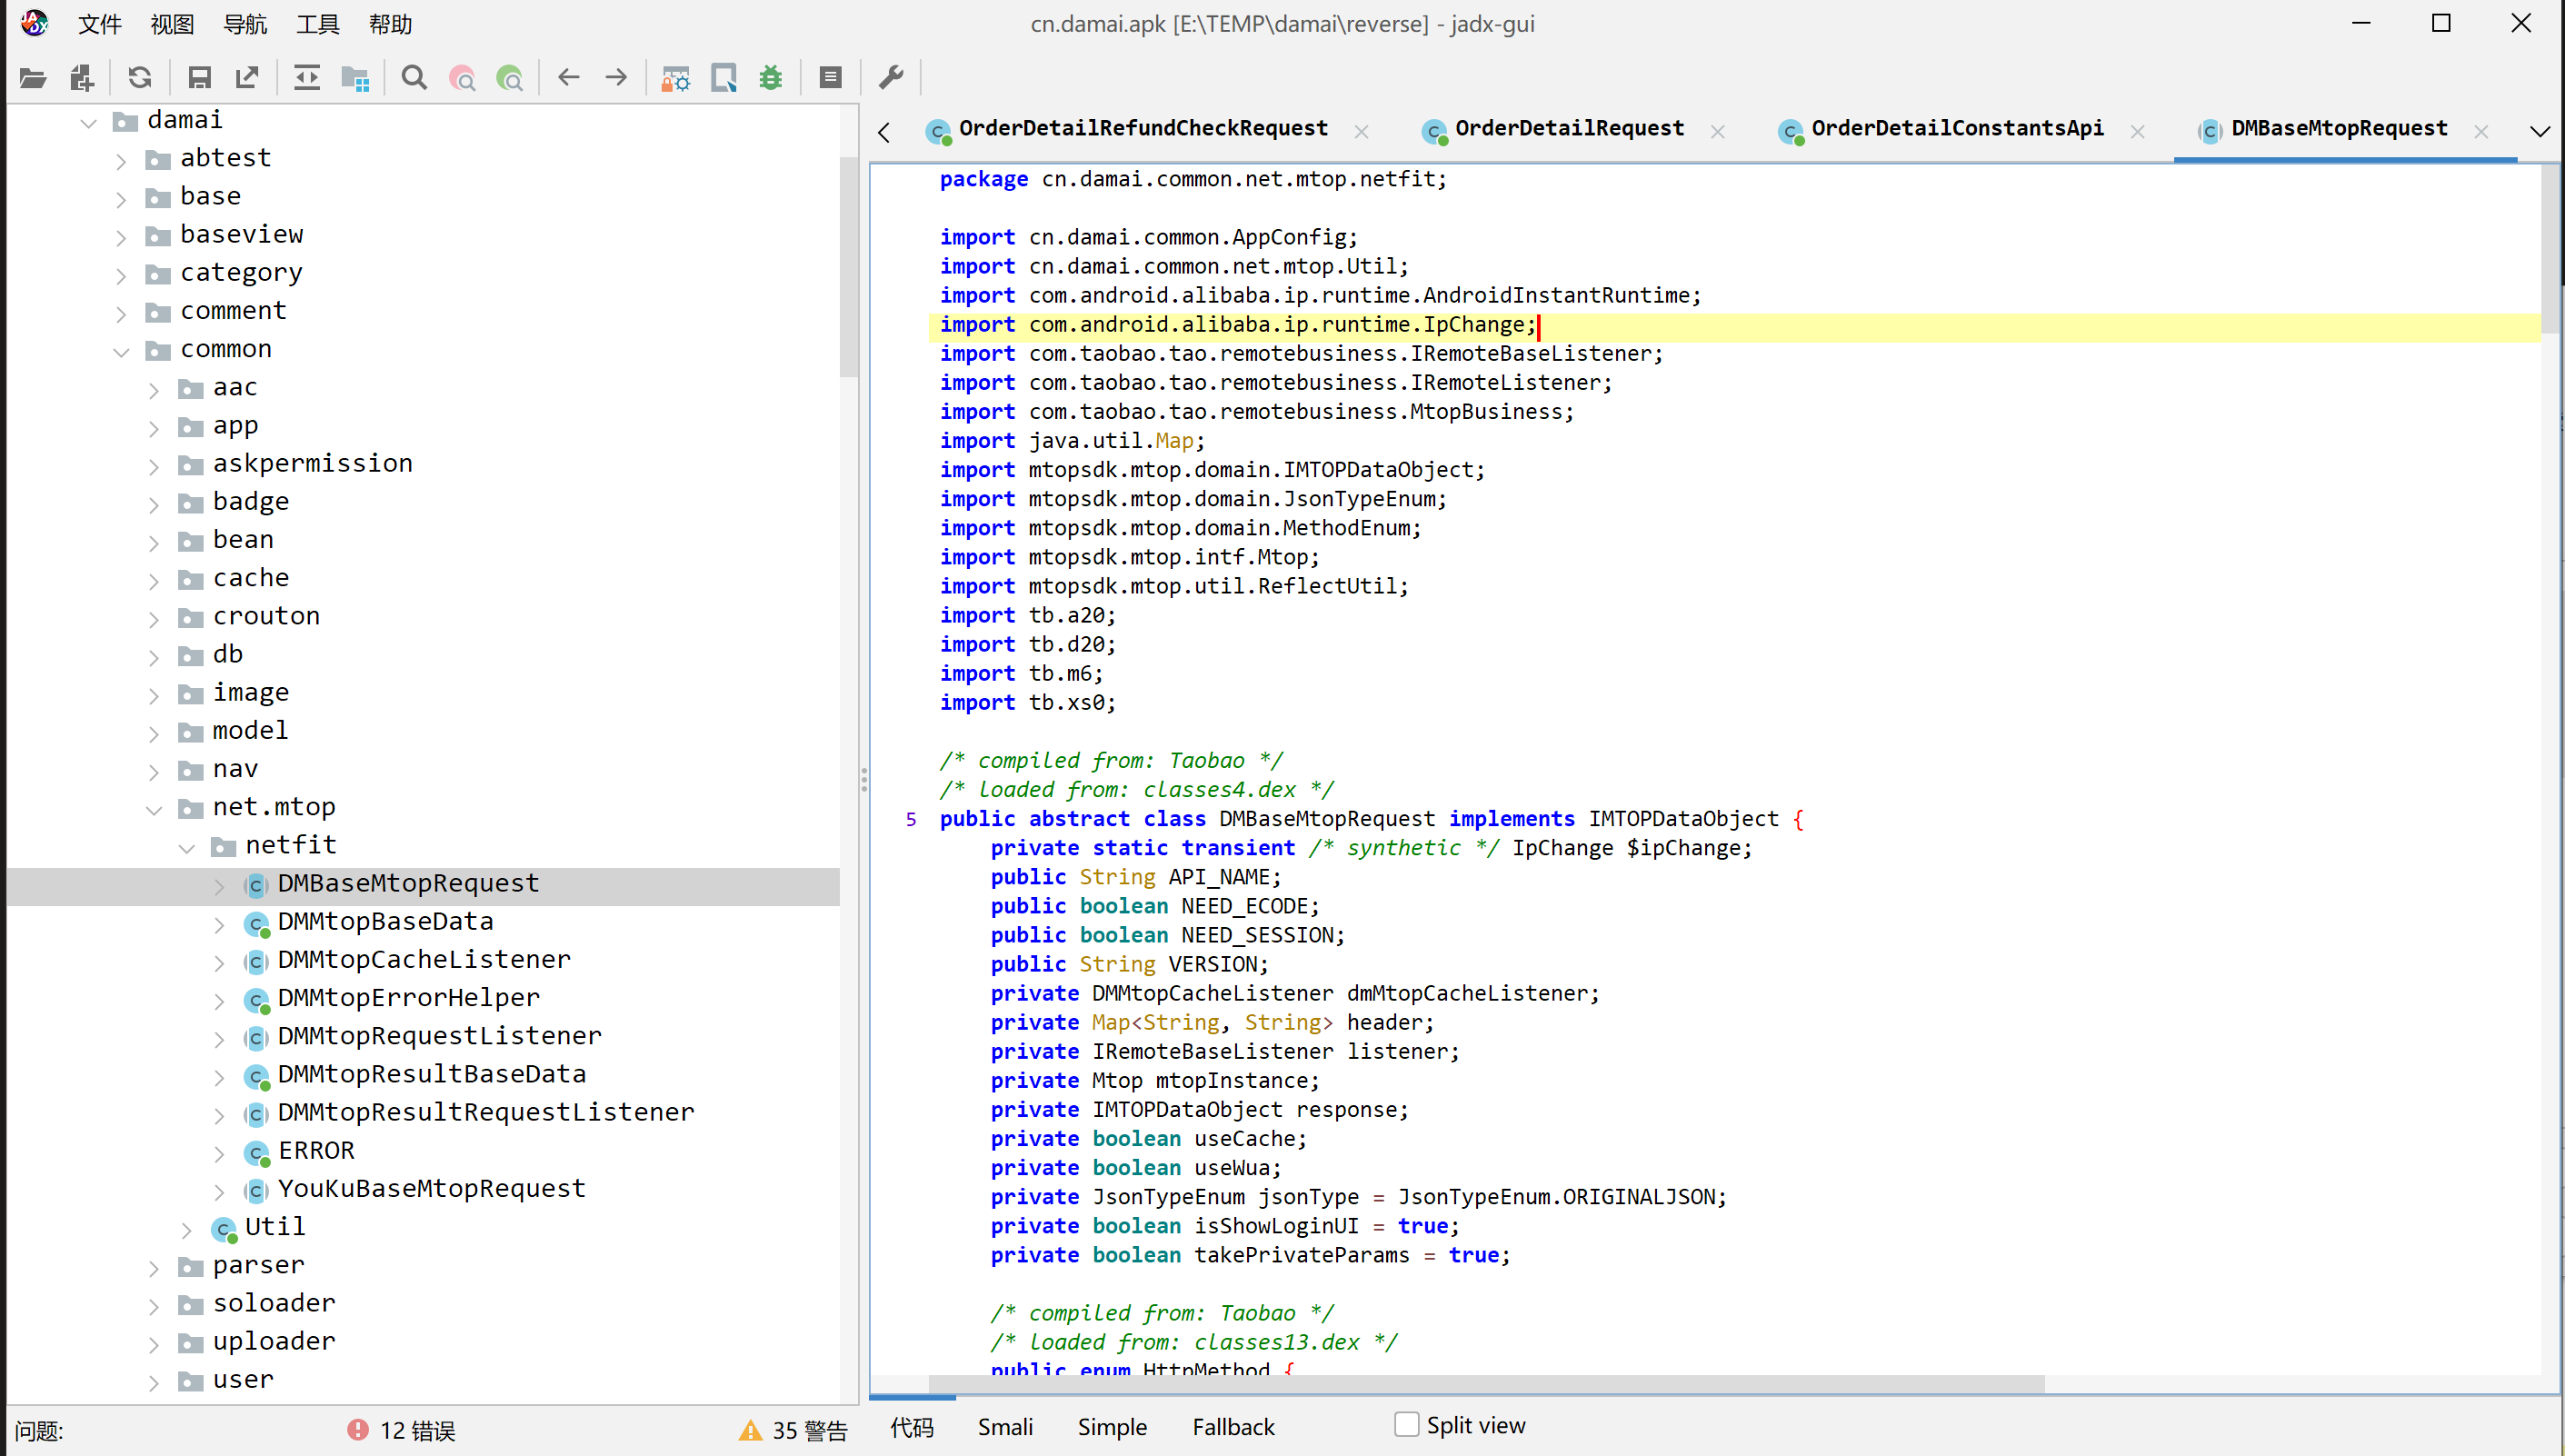 文件 视图 导航 工具 帮助
cn.damai.apk [E:\TEMP\damai\reverse] - jadx-gui
damai
abtest
base
baseview
category
comment
common
aac
app
askpermission
badge
bean
cache
crouton
db
image
model
nav
net.mtop
netfit
DMBaseMtopRequest
DMMtopBaseData
DMMtopCacheListener
DMMtopErrorHelper
DMMtopRequestListener
DMMtopResultBaseData
DMMtopResultRequestListener
ERROR
YouKuBaseMtopRequest
Util
parser
soloader
uploader
user
问题: 12 错误 35 警告
OrderDetailRefundCheckRequest OrderDetailRequest OrderDetailConstantsApi DMBaseMtopRequest
package cn.damai.common.net.mtop.netfit;
import cn.damai.common.AppConfig;
import cn.damai.common.net.mtop.Util;
import com.android.alibaba.ip.runtime.AndroidInstantRuntime;
import com.android.alibaba.ip.runtime.IpChange;
import com.taobao.tao.remotebusiness.IRemoteBaseListener;
import com.taobao.tao.remotebusiness.IRemoteListener;
import com.taobao.tao.remotebusiness.MtopBusiness;
import java.util.Map;
import mtopsdk.mtop.domain.IMTOPDataObject;
import mtopsdk.mtop.domain.JsonTypeEnum;
import mtopsdk.mtop.domain.MethodEnum;
import mtopsdk.mtop.intf.Mtop;
import mtopsdk.mtop.util.ReflectUtil;
import tb.a20;
import tb.d20;
import tb.m6;
import tb.xs0;
/* compiled from: Taobao */
/* loaded from: classes4.dex */
5 public abstract class DMBaseMtopRequest implements IMTOPDataObject {
private static transient /* synthetic */ IpChange $ipChange;
public String API_NAME;
public boolean NEED_ECODE;
public boolean NEED_SESSION;
public String VERSION;
private DMMtopCacheListener dmMtopCacheListener;
private Map<String, String> header;
private IRemoteBaseListener listener;
private Mtop mtopInstance;
private IMTOPDataObject response;
private boolean useCache;
private boolean useWua;
private JsonTypeEnum jsonType = JsonTypeEnum.ORIGINALJSON;
private boolean isShowLoginUI = true;
private boolean takePrivateParams = true;
/* compiled from: Taobao */
/* loaded from: classes13.dex */
public enum HttpMethod {
代码 Smali Simple Fallback Split view